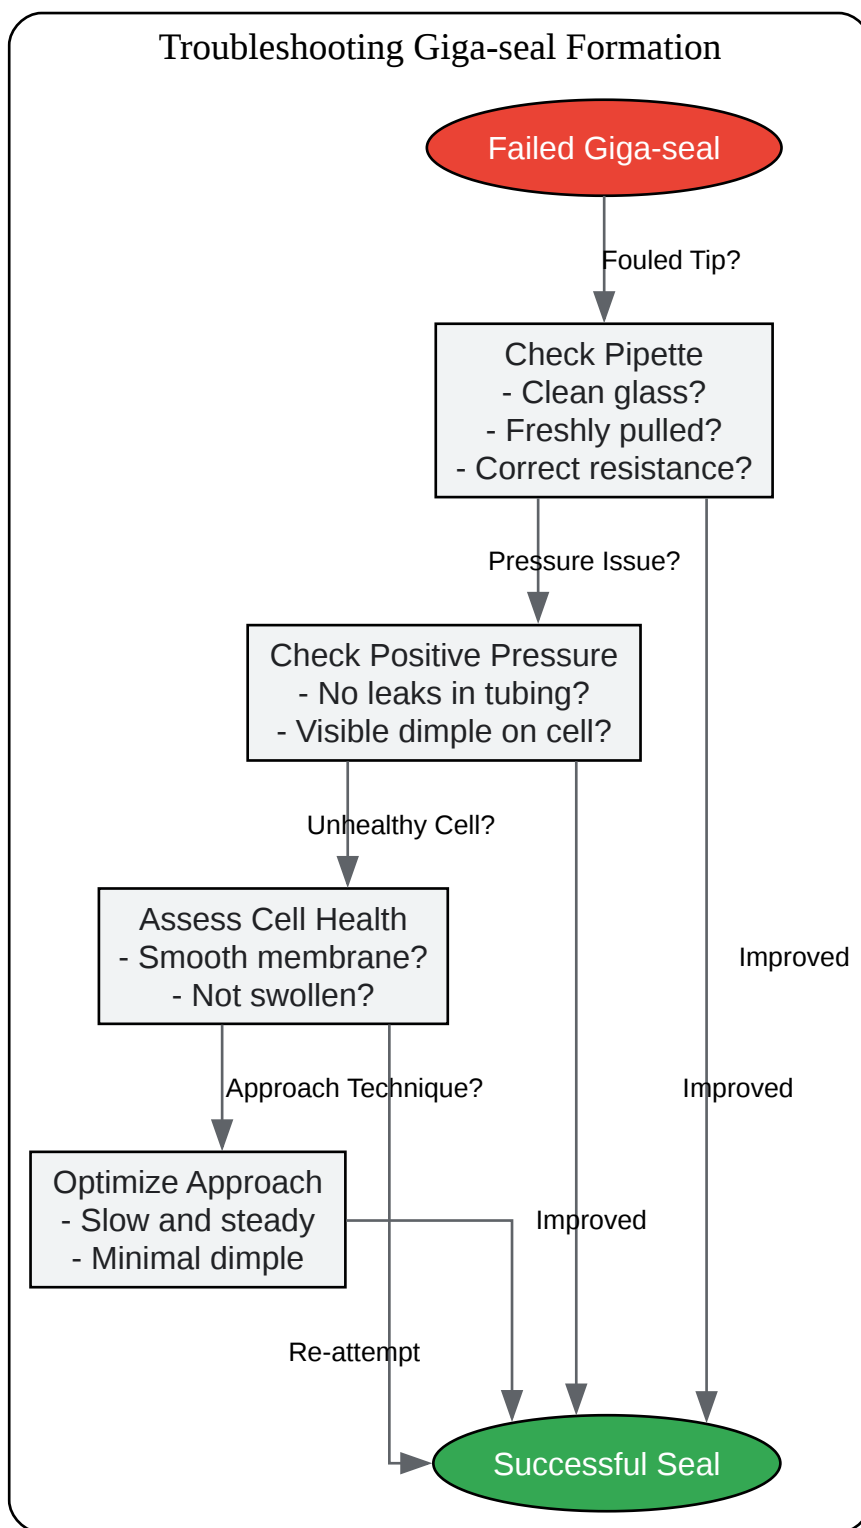 Troubleshooting Giga-seal Formation
Failed Giga-seal
Fouled Tip?
Check Pipette
- Clean glass?
- Freshly pulled?
- Correct resistance?
Pressure Issue?
Check Positive Pressure
- No leaks in tubing?
- Visible dimple on cell?
Unhealthy Cell?
Assess Cell Health
- Smooth membrane?
- Not swollen?
Improved
Approach Technique?
Improved
Optimize Approach
- Slow and steady
- Minimal dimple
Improved
Re-attempt
Successful Seal